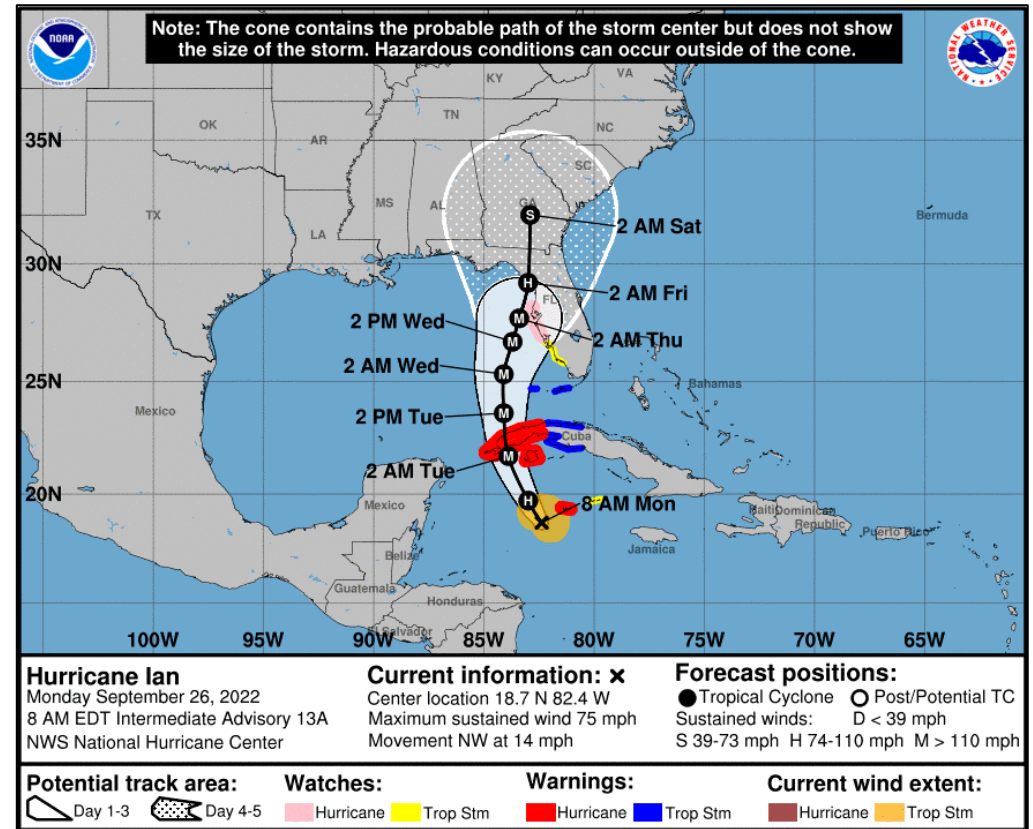 Note: The cone contains the probable path of the storm center but does not show
the size of the storm. Hazardous conditions can occur outside of the cone.
NOAA
NATIONAL WEATHER SERVICE
KY
VA
TN
NC
OK
AR
35N
SC
MS
AL
GA
TX
S
2 AM Sat
Bermuda
LA
30N
H
2 AM Fri
FL
M
2 PM Wed
M
2 AM Thu
2 AM Wed
M
25N
Bahamas
Mexico
2 PM Tue
M
Cuba
2 AM Tue
M
20N
Mexico
H
8 AM Mon
Haiti
Dominican
Republic
Puerto Rico
Jamaica
Belize
Guatemala
Honduras
El Salvador
100W 95W 90W 85W 80W 75W 70W 65W
Hurricane Ian
Monday September 26, 2022
8 AM EDT Intermediate Advisory 13A
NWS National Hurricane Center
Current information: x
Center location 18.7 N 82.4 W
Maximum sustained wind 75 mph
Movement NW at 14 mph
Forecast positions:
Tropical Cyclone Post/Potential TC
Sustained winds: D < 39 mph
S 39-73 mph H 74-110 mph M > 110 mph
Potential track area:
Day 1-3 Day 4-5
Watches:
Hurricane Trop Stm
Warnings:
Hurricane Trop Stm
Current wind extent:
Hurricane Trop Stm